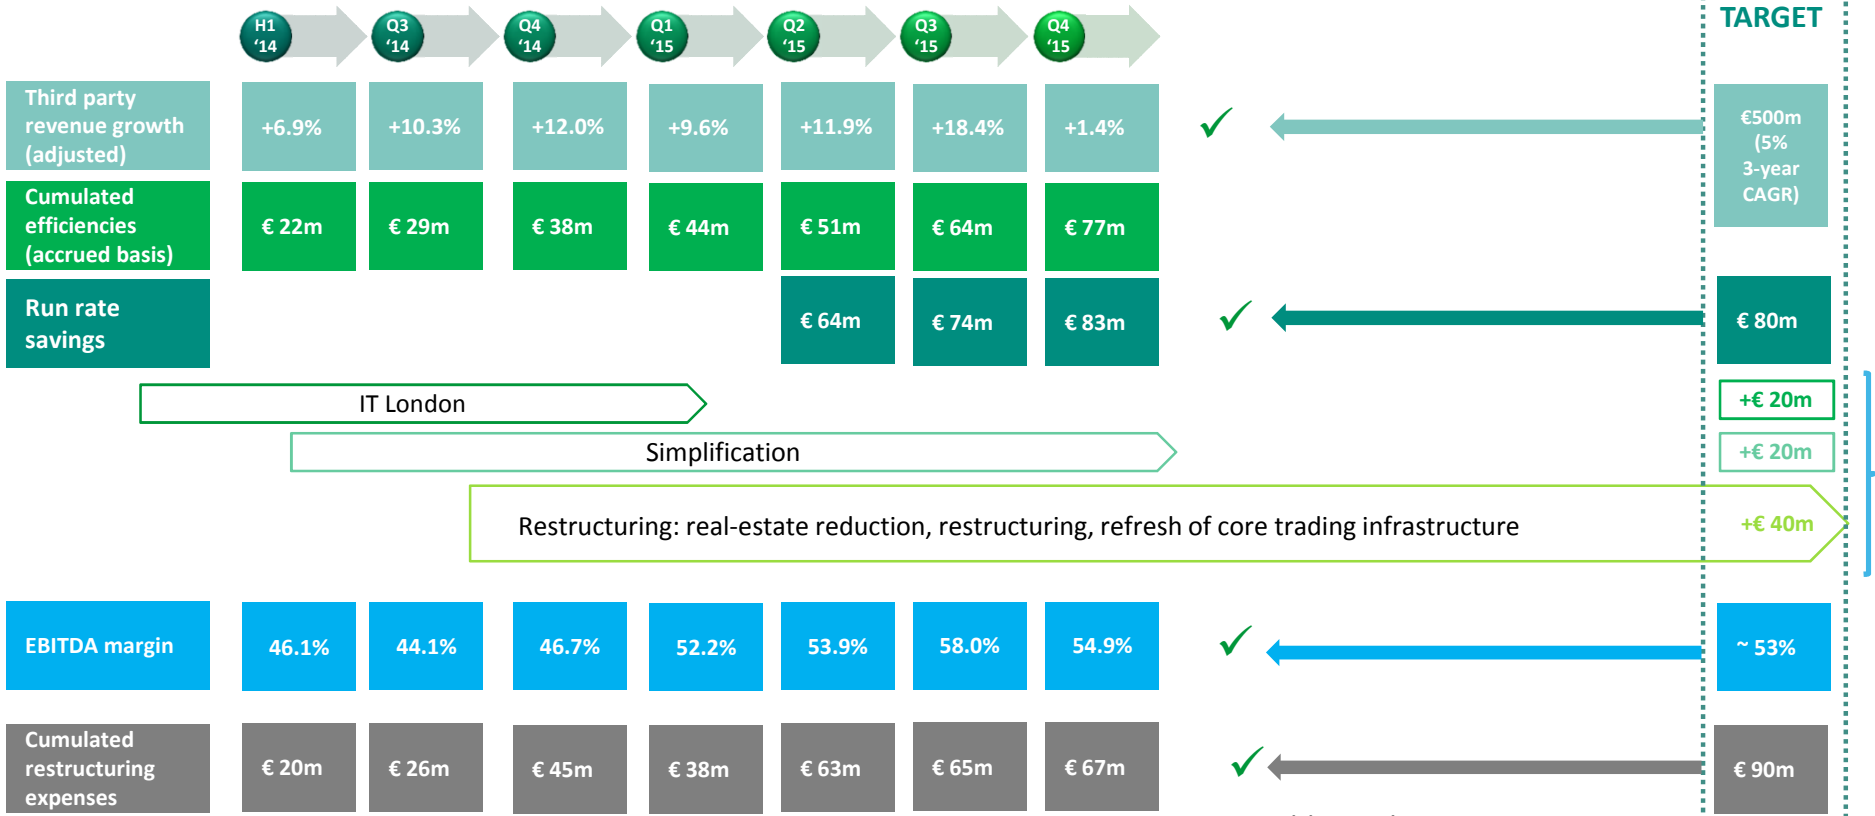 H1 '14
Q3 '14
Q4 '14
Q1 '15
Q2 '15
Q3 '15
Q4 '15
TARGET
Third party
revenue growth
(adjusted)
+6.9%
+10.3%
+12.0%
+9.6%
+11.9%
+18.4%
+1.4%
✓
€500m
(5%
3-year
CAGR)
Cumulated
efficiencies
(accrued basis)
€ 22m
€ 29m
€ 38m
€ 44m
€ 51m
€ 64m
€ 77m
Run rate
savings
€ 64m
€ 74m
€ 83m
✓
€ 80m
IT London
+€ 20m
Simplification
+€ 20m
Restructuring: real-estate reduction, restructuring, refresh of core trading infrastructure
+€ 40m
EBITDA margin
46.1%
44.1%
46.7%
52.2%
53.9%
58.0%
54.9%
✓
~ 53%
Cumulated
restructuring
expenses
€ 20m
€ 26m
€ 45m
€ 38m
€ 63m
€ 65m
€ 67m
✓
€ 90m